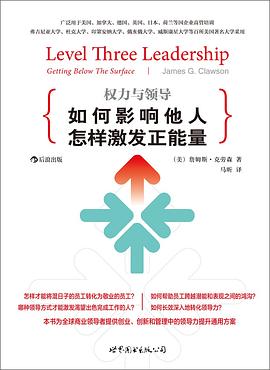 广泛用于美国、加拿大、德国、英国、日本、荷兰等国企业高管培训
弗吉尼亚大学、杜克大学、印第安纳大学、俄亥俄大学、威斯康星大学等百所美国著名大学采用
Level Three Leadership
Getting Below The Surface | James G. Clawson
权力与领导
如何影响他人
怎样激发正能量
后浪出版
(美) 詹姆斯·克劳森 著
马昕 译
怎样才能将混日子的员工转化为敬业的员工?
如何帮助员工跨越潜能和表现之间的鸿沟?
哪种领导方式才能激发渴望出色完成工作的人?
如何长效深入地转化领导力?
本书为全球商业领导者提供创业、创新和管理中的领导力提升通用方案
世界图书出版公司